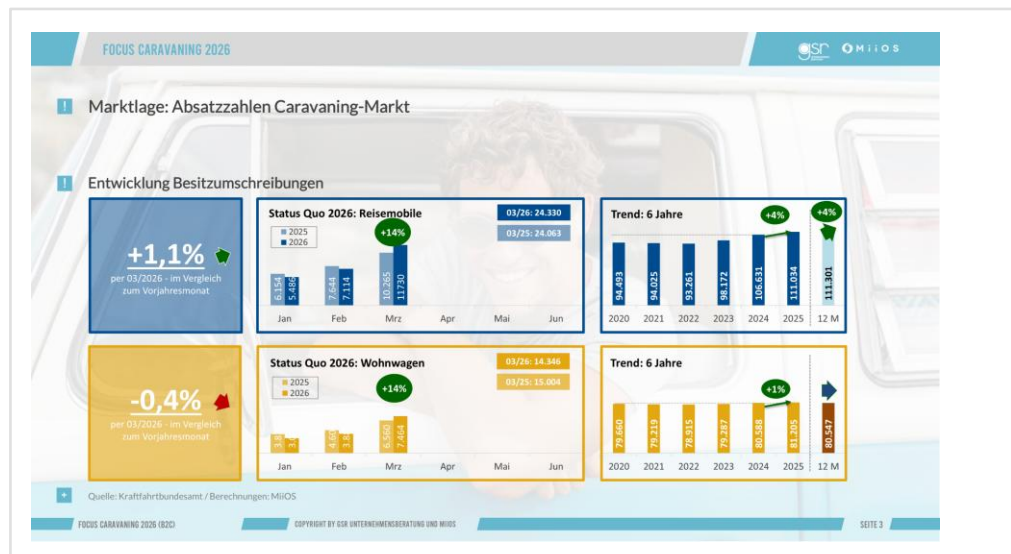 FOCUS CARAVANING 2026
gsr
MiiOS
! Marktlage: Absatzzahlen Caravaning-Markt
! Entwicklung Besitzumschreibungen
+1,1%
per 03/2026 - im Vergleich
zum Vorjahresmonat
Status Quo 2026: Reisemobile
03/26: 24.330
03/25: 24.063
2025
2026
+14%
6.154
5.486
7.644
7.114
10.265
11730
Jan Feb Mrz Apr Mai Jun
Trend: 6 Jahre
+4%
+4%
94.493
94.025
93.261
98.172
106.631
111.034
111.301
2020 2021 2022 2023 2024 2025 12 M
-0,4%
per 03/2026 - im Vergleich
zum Vorjahresmonat
Status Quo 2026: Wohnwagen
03/26: 14.346
03/25: 15.004
2025
2026
+14%
6.560
7.464
Jan Feb Mrz Apr Mai Jun
Trend: 6 Jahre
+1%
79.660
79.219
78.915
79.287
80.588
81.205
80.547
2020 2021 2022 2023 2024 2025 12 M
+ Quelle: Kraftfahrtbundesamt / Berechnungen: MiiOS
FOCUS CARAVANING 2026 (B2C)
COPYRIGHT BY GSR UNTERNEHMENSBERATUNG UND MIIOS
SEITE 3